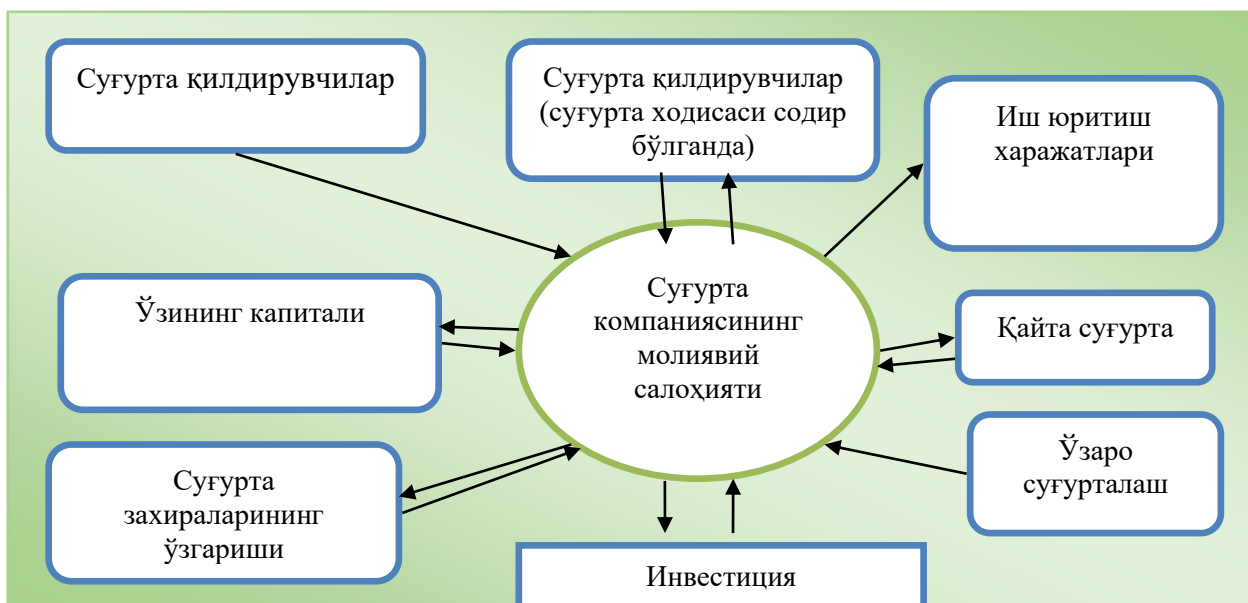 Суғурта қилдирувчилар
Суғурта қилдирувчилар
(суғурта ходисаси содир
бўлганда)
Иш юритиш
харажатлари
Ўзининг капитали
Суғурта
компаниясининг
молиявий
салоҳияти
Қайта суғурта
Суғурта
захираларининг
ўзгариши
Ўзаро
суғурталаш
Инвестиция